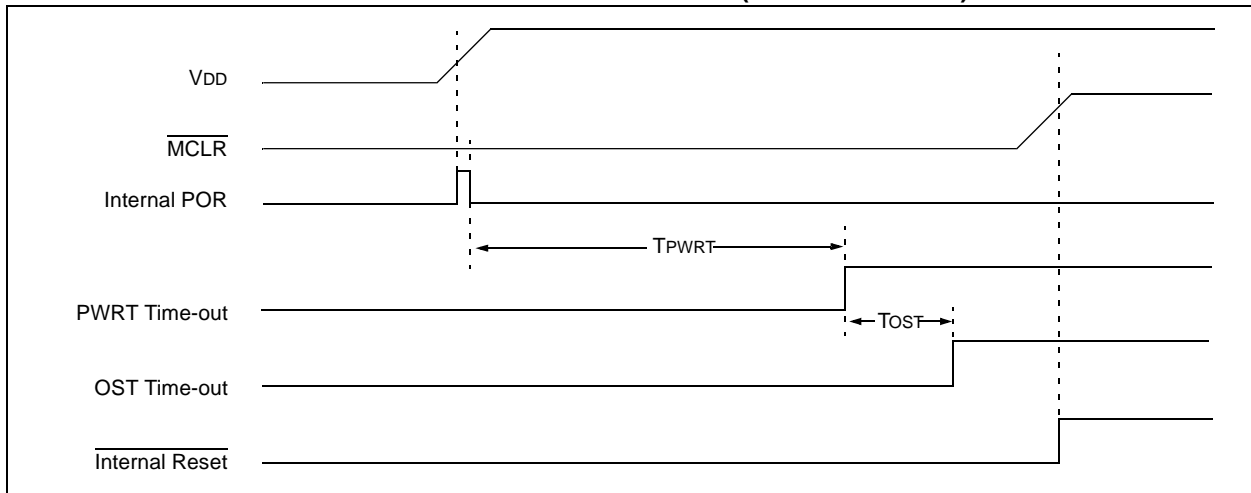 VDD
MCLR
Internal POR
TPWRT
PWRT Time-out
TOST
OST Time-out
Internal Reset